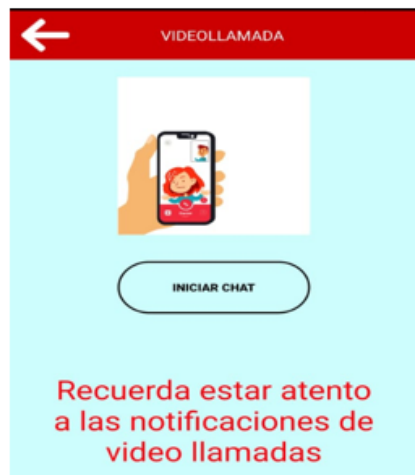 VIDEOLLAMADA
INICIAR CHAT
Recuerda estar atento
a las notificaciones de
video llamadas